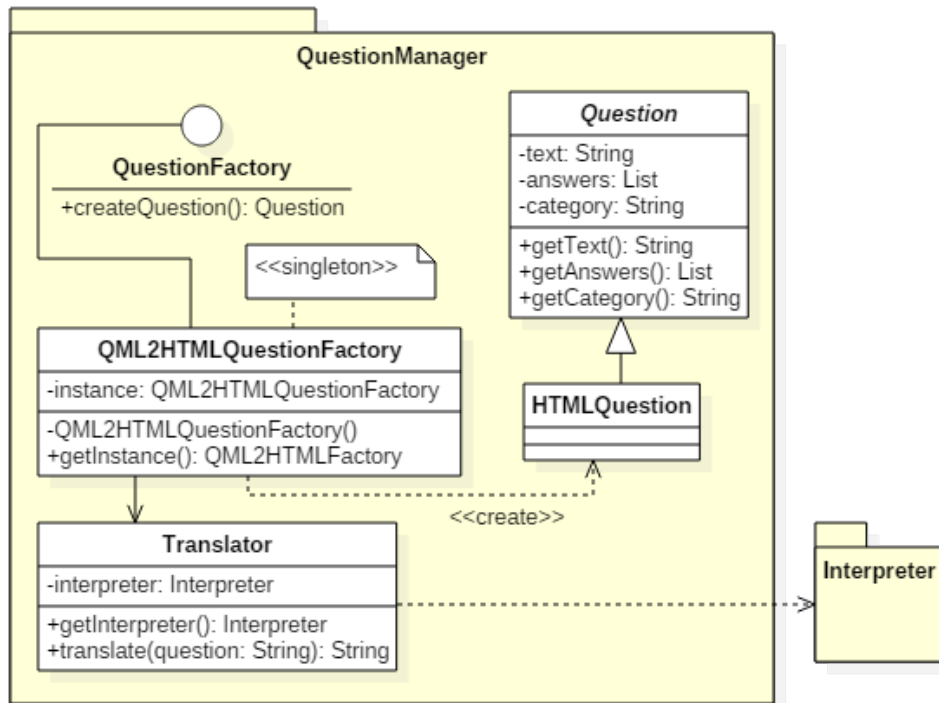 QuestionManager
QuestionFactory
+createQuestion(): Question
<<singleton>>
Question
-text: String
-answers: List
-category: String
+getText(): String
+getAnswers(): List
+getCategory(): String
QML2HTMLQuestionFactory
-instance: QML2HTMLQuestionFactory
-QML2HTMLQuestionFactory()
+getInstance(): QML2HTMLFactory
HTMLQuestion
<<create>>
Translator
-interpreter: Interpreter
+getInterpreter(): Interpreter
+translate(question: String): String
Interpreter